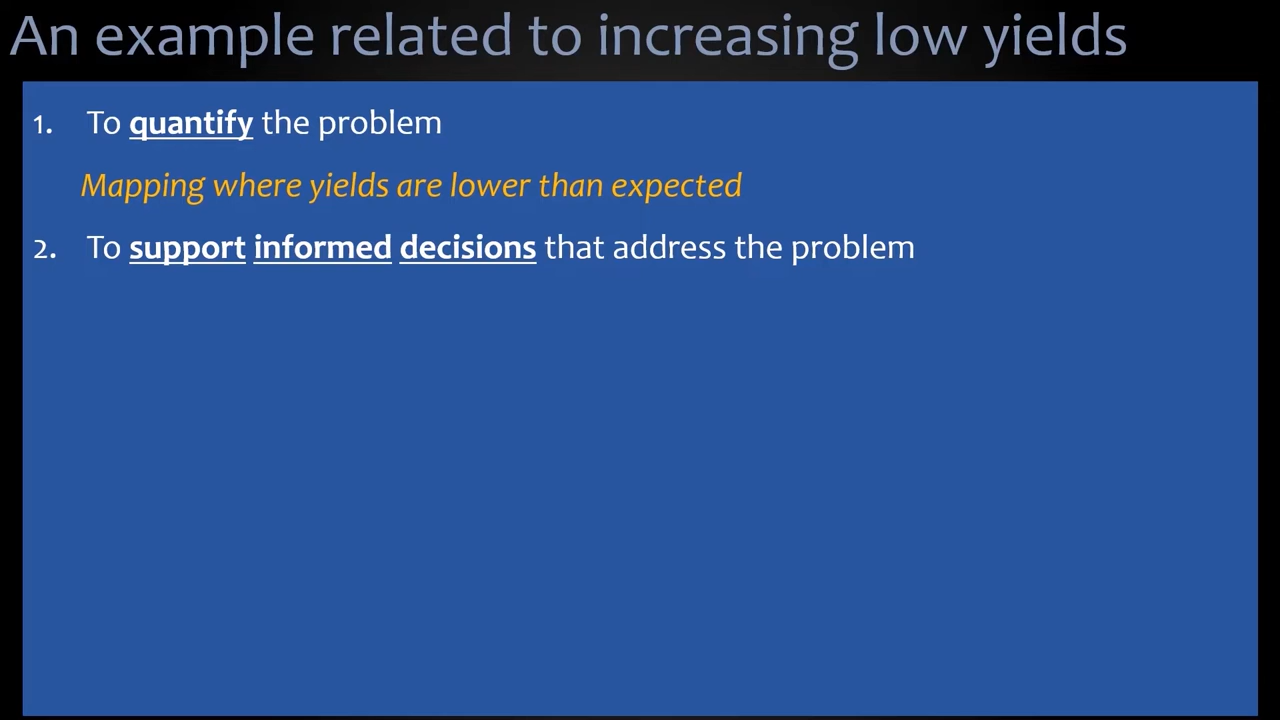 An example related to increasing low yields
1. To quantify the problem
Mapping where yields are lower than expected
2. To support informed decisions that address the problem